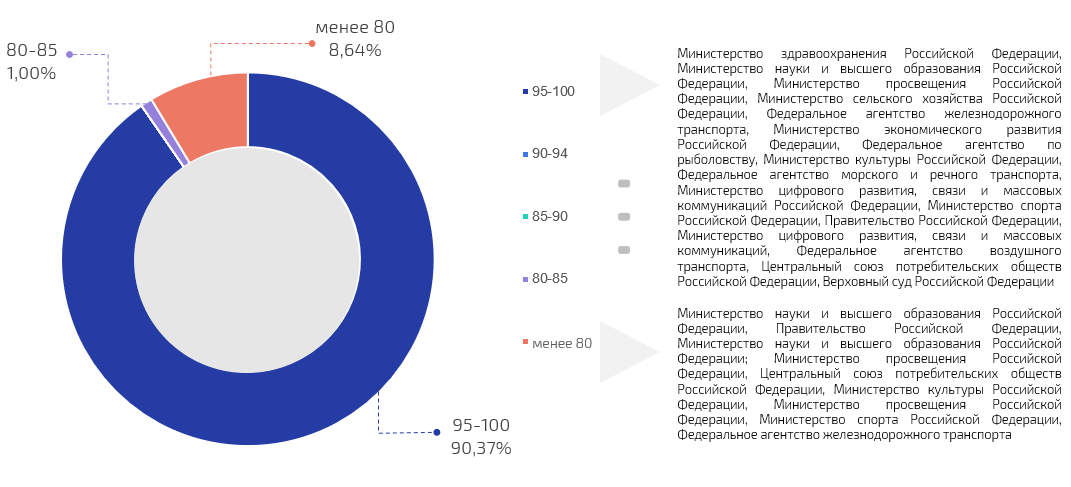 менее 80
8,64%
80-85
1,00%
95-100
90,37%
95-100
90-94
85-90
80-85
менее 80
Министерство здравоохранения Российской Федерации,
Министерство науки и высшего образования Российской
Федерации, Министерство просвещения Российской
Федерации, Министерство сельского хозяйства Российской
Федерации, Федеральное агентство железнодорожного
транспорта, Министерство экономического развития
Российской Федерации, Федеральное агентство по
рыболовству, Министерство культуры Российской Федерации,
Федеральное агентство морского и речного транспорта,
Министерство цифрового развития, связи и массовых
коммуникаций Российской Федерации, Министерство спорта
Российской Федерации, Правительство Российской Федерации,
Министерство цифрового развития, связи и массовых
коммуникаций, Федеральное агентство воздушного
транспорта, Центральный союз потребительских обществ
Российской Федерации, Верховный суд Российской Федерации
Министерство науки и высшего образования Российской
Федерации, Правительство Российской Федерации,
Министерство науки и высшего образования Российской
Федерации; Министерство просвещения Российской
Федерации, Центральный союз потребительских обществ
Российской Федерации, Министерство культуры Российской
Федерации, Министерство просвещения Российской
Федерации, Министерство спорта Российской Федерации,
Федеральное агентство железнодорожного транспорта